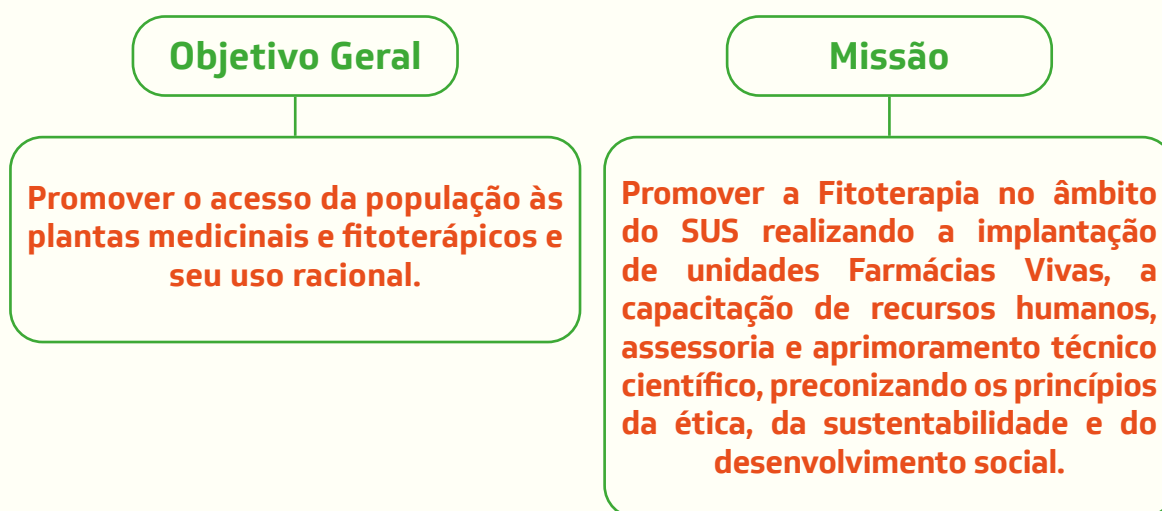 Objetivo Geral
Promover o acesso da população às
plantas medicinais e fitoterápicos e
seu uso racional.
Missão
Promover a Fitoterapia no âmbito
do SUS realizando a implantação
de unidades Farmácias Vivas, a
capacitação de recursos humanos,
assessoria e aprimoramento técnico
científico, preconizando os princípios
da ética, da sustentabilidade e do
desenvolvimento social.